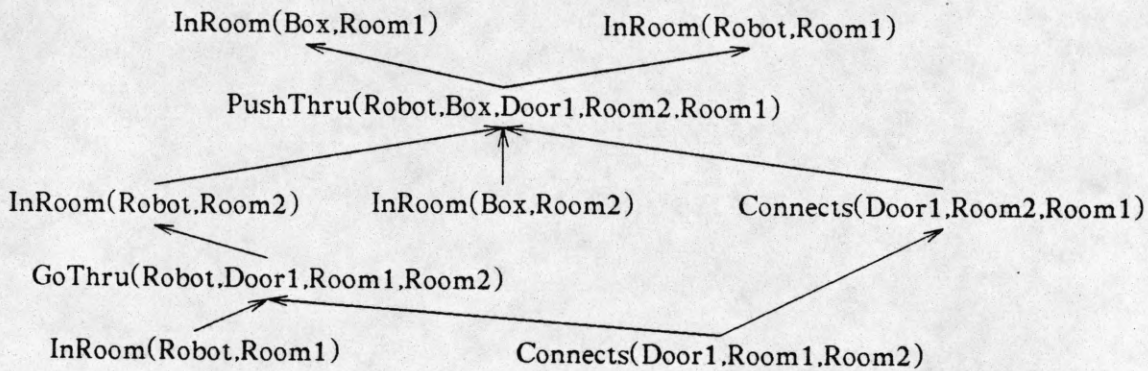 InRoom(Box,Room1) InRoom(Robot,Room1)
PushThru(Robot,Box,Door1,Room2,Room1)
InRoom(Robot,Room2) InRoom(Box,Room2) Connects(Door1,Room2,Room1)
GoThru(Robot,Door1,Room1,Room2)
InRoom(Robot,Room1) Connects(Door1,Room1,Room2)